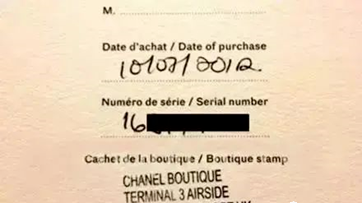 M.
Date d'achat / Date of purchase
10/07/2012
Numéro de série / Serial number
16
Cachet de la boutique / Boutique stamp
CHANEL BOUTIQUE
TERMINAL 3 AIRSIDE